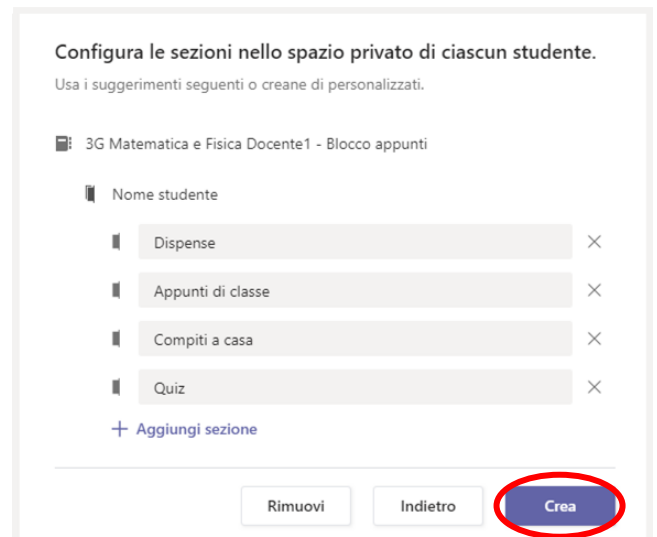 Configura le sezioni nello spazio privato di ciascun studente.
Usa i suggerimenti seguenti o creane di personalizzati.
3G Matematica e Fisica Docente1 - Blocco appunti
Nome studente
Dispense
Appunti di classe
Compiti a casa
Quiz
+ Aggiungi sezione
Rimuovi Indietro Crea